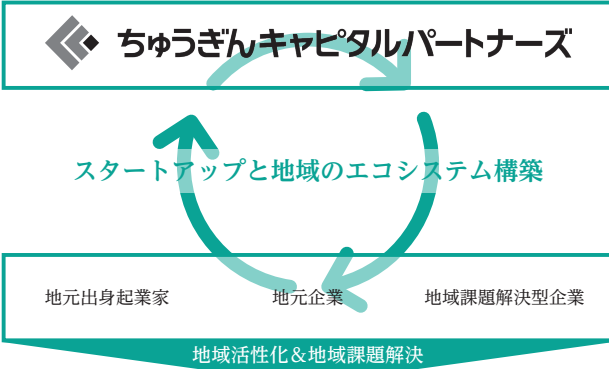 ちゅうぎんキャピタルパートナーズ
スタートアップと地域のエコシステム構築
地元出身起業家 地元企業 地域課題解決型企業
地域活性化&地域課題解決